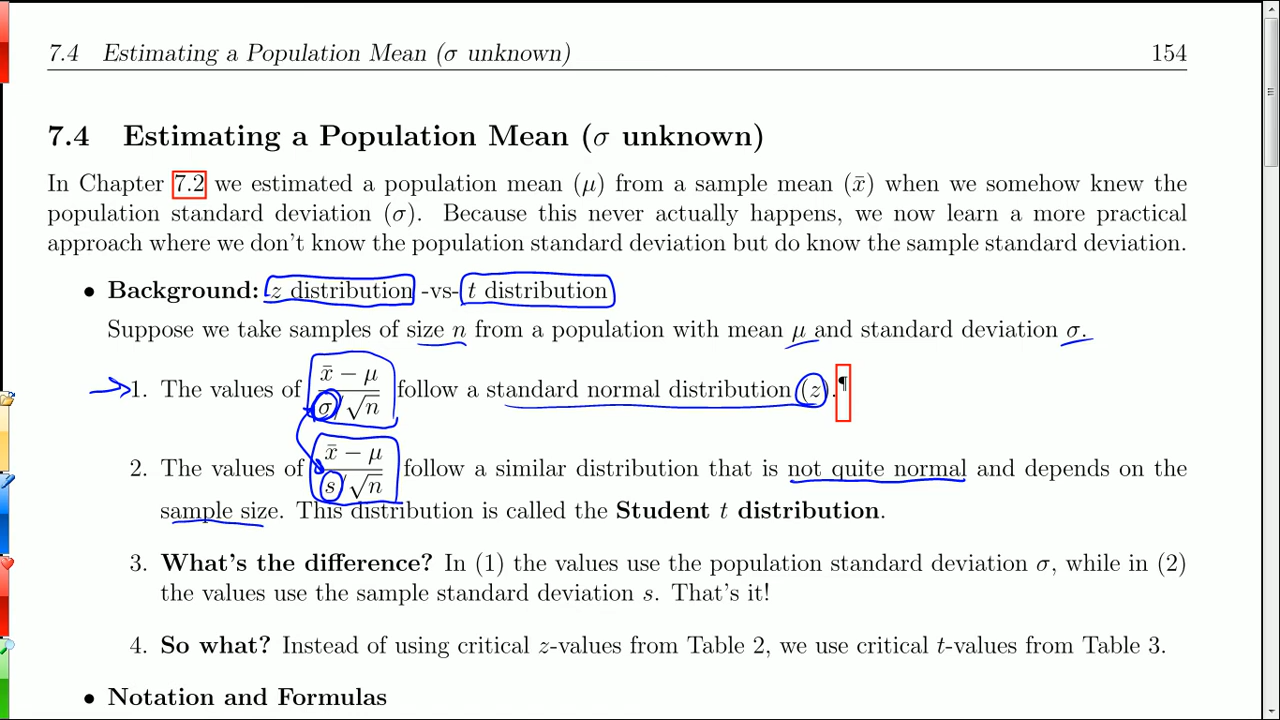 7.4 Estimating a Population Mean (σ unknown) 154
7.4 Estimating a Population Mean (σ unknown)
In Chapter 7.2 we estimated a population mean (μ) from a sample mean (x̄) when we somehow knew the
population standard deviation (σ). Because this never actually happens, we now learn a more practical
approach where we don't know the population standard deviation but do know the sample standard deviation.
• Background: z distribution -vs- t distribution
Suppose we take samples of size n from a population with mean μ and standard deviation σ.
1. The values of (x̄ − μ)/(σ/√n) follow a standard normal distribution (z).¶
2. The values of (x̄ − μ)/(s/√n) follow a similar distribution that is not quite normal and depends on the
sample size. This distribution is called the Student t distribution.
3. What's the difference? In (1) the values use the population standard deviation σ, while in (2)
the values use the sample standard deviation s. That's it!
4. So what? Instead of using critical z-values from Table 2, we use critical t-values from Table 3.
• Notation and Formulas